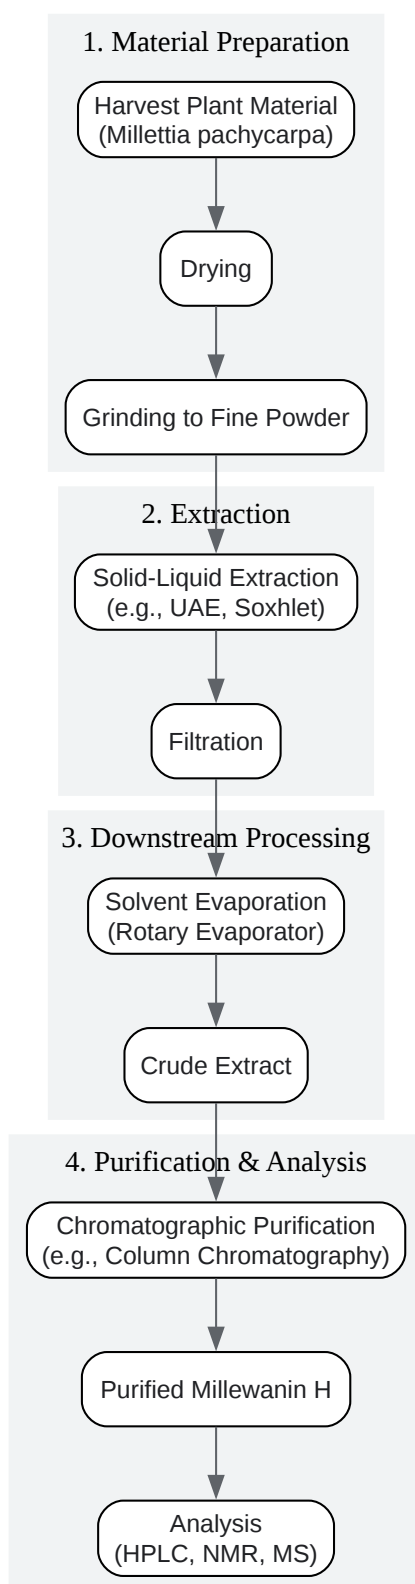 1. Material Preparation
Harvest Plant Material
(Millettia pachycarpa)
Drying
Grinding to Fine Powder
2. Extraction
Solid-Liquid Extraction
(e.g., UAE, Soxhlet)
Filtration
3. Downstream Processing
Solvent Evaporation
(Rotary Evaporator)
Crude Extract
4. Purification & Analysis
Chromatographic Purification
(e.g., Column Chromatography)
Purified Millewanin H
Analysis
(HPLC, NMR, MS)